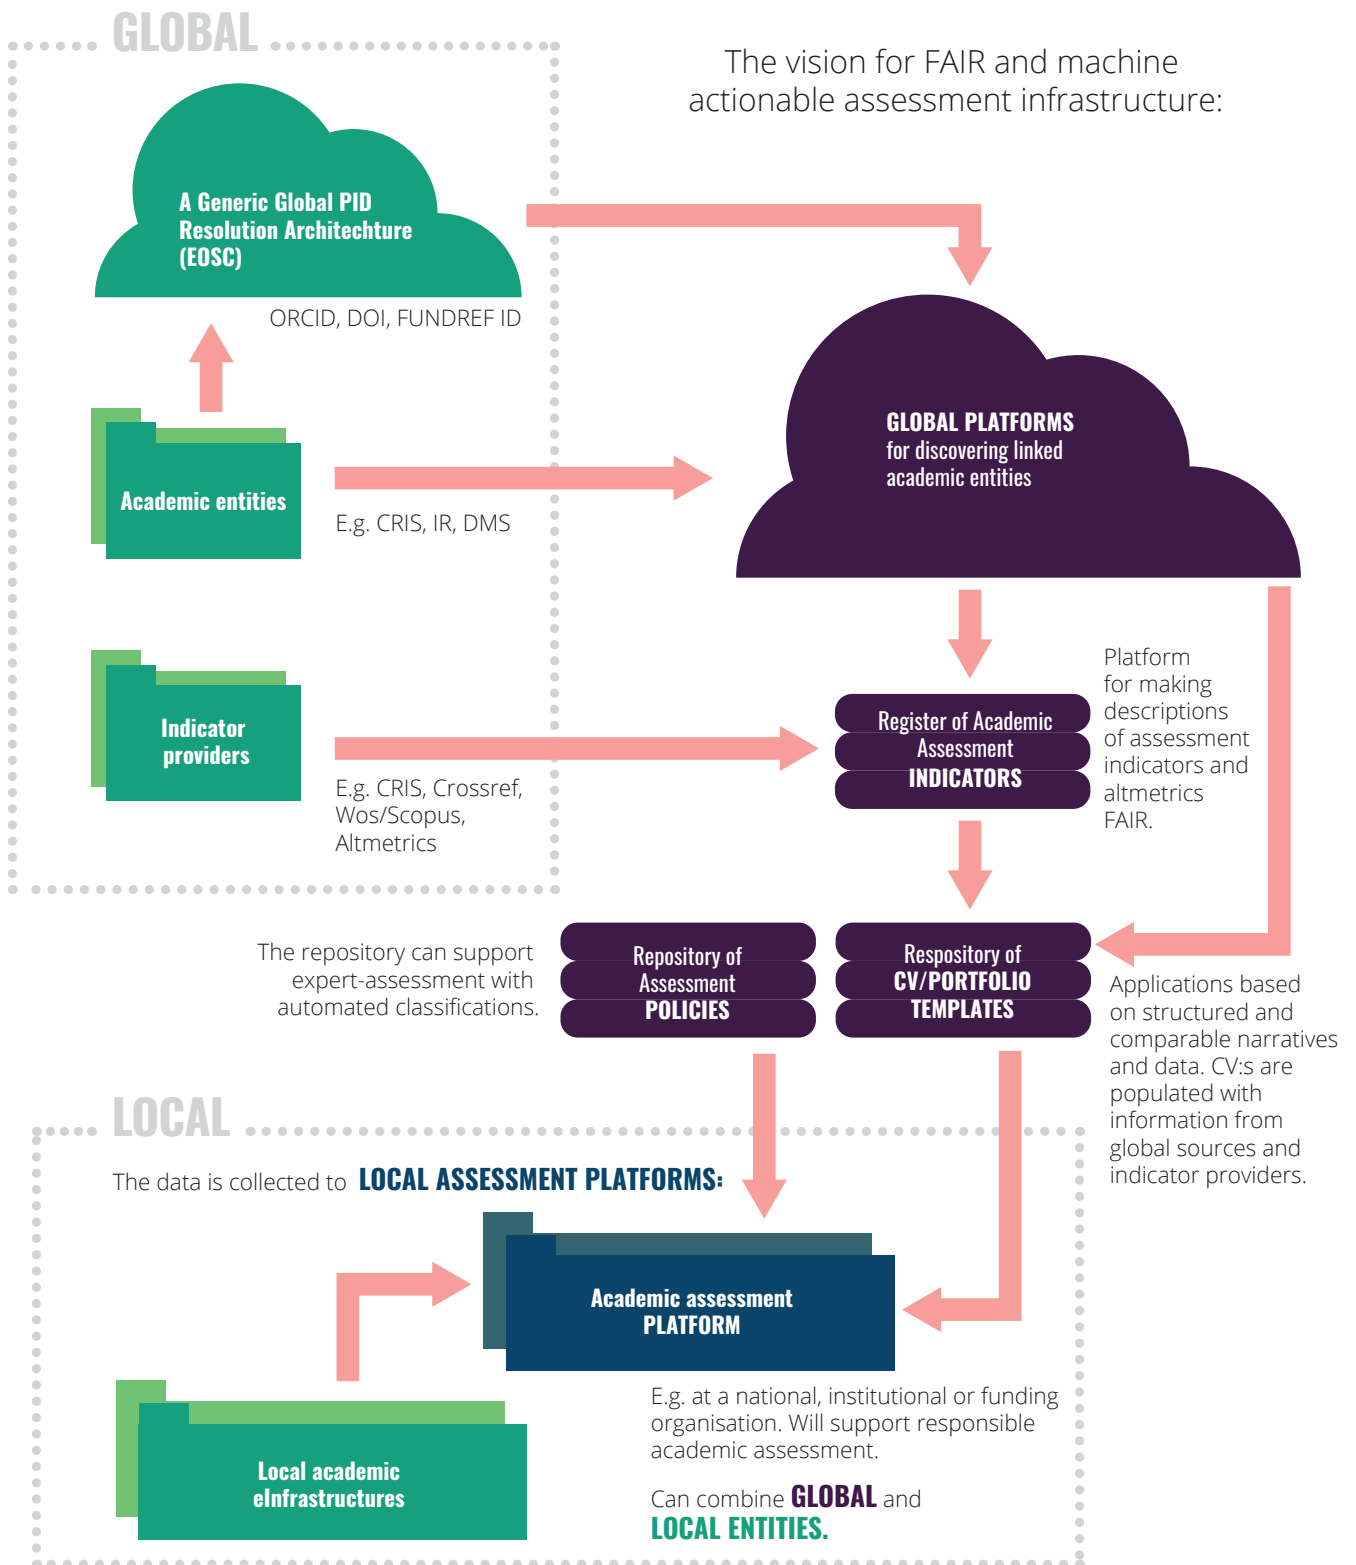 GLOBAL
The vision for FAIR and machine
actionable assessment infrastructure:
A Generic Global PID
Resolution Architechture
(EOSC)
ORCID, DOI, FUNDREF ID
GLOBAL PLATFORMS
for discovering linked
academic entities
Academic entities
E.g. CRIS, IR, DMS
Indicator
providers
E.g. CRIS, Crossref,
Wos/Scopus,
Altmetrics
Register of Academic
Assessment
INDICATORS
Platform
for making
descriptions
of assessment
indicators and
altmetrics
FAIR.
The repository can support
expert-assessment with
automated classifications.
Repository of
Assessment
POLICIES
Respository of
CV/PORTFOLIO
TEMPLATES
Applications based
on structured and
comparable narratives
and data. CV:s are
populated with
information from
global sources and
indicator providers.
LOCAL
The data is collected to LOCAL ASSESSMENT PLATFORMS:
Academic assessment
PLATFORM
E.g. at a national, institutional or funding
organisation. Will support responsible
academic assessment.
Can combine GLOBAL and
LOCAL ENTITIES.
Local academic
eInfrastructures